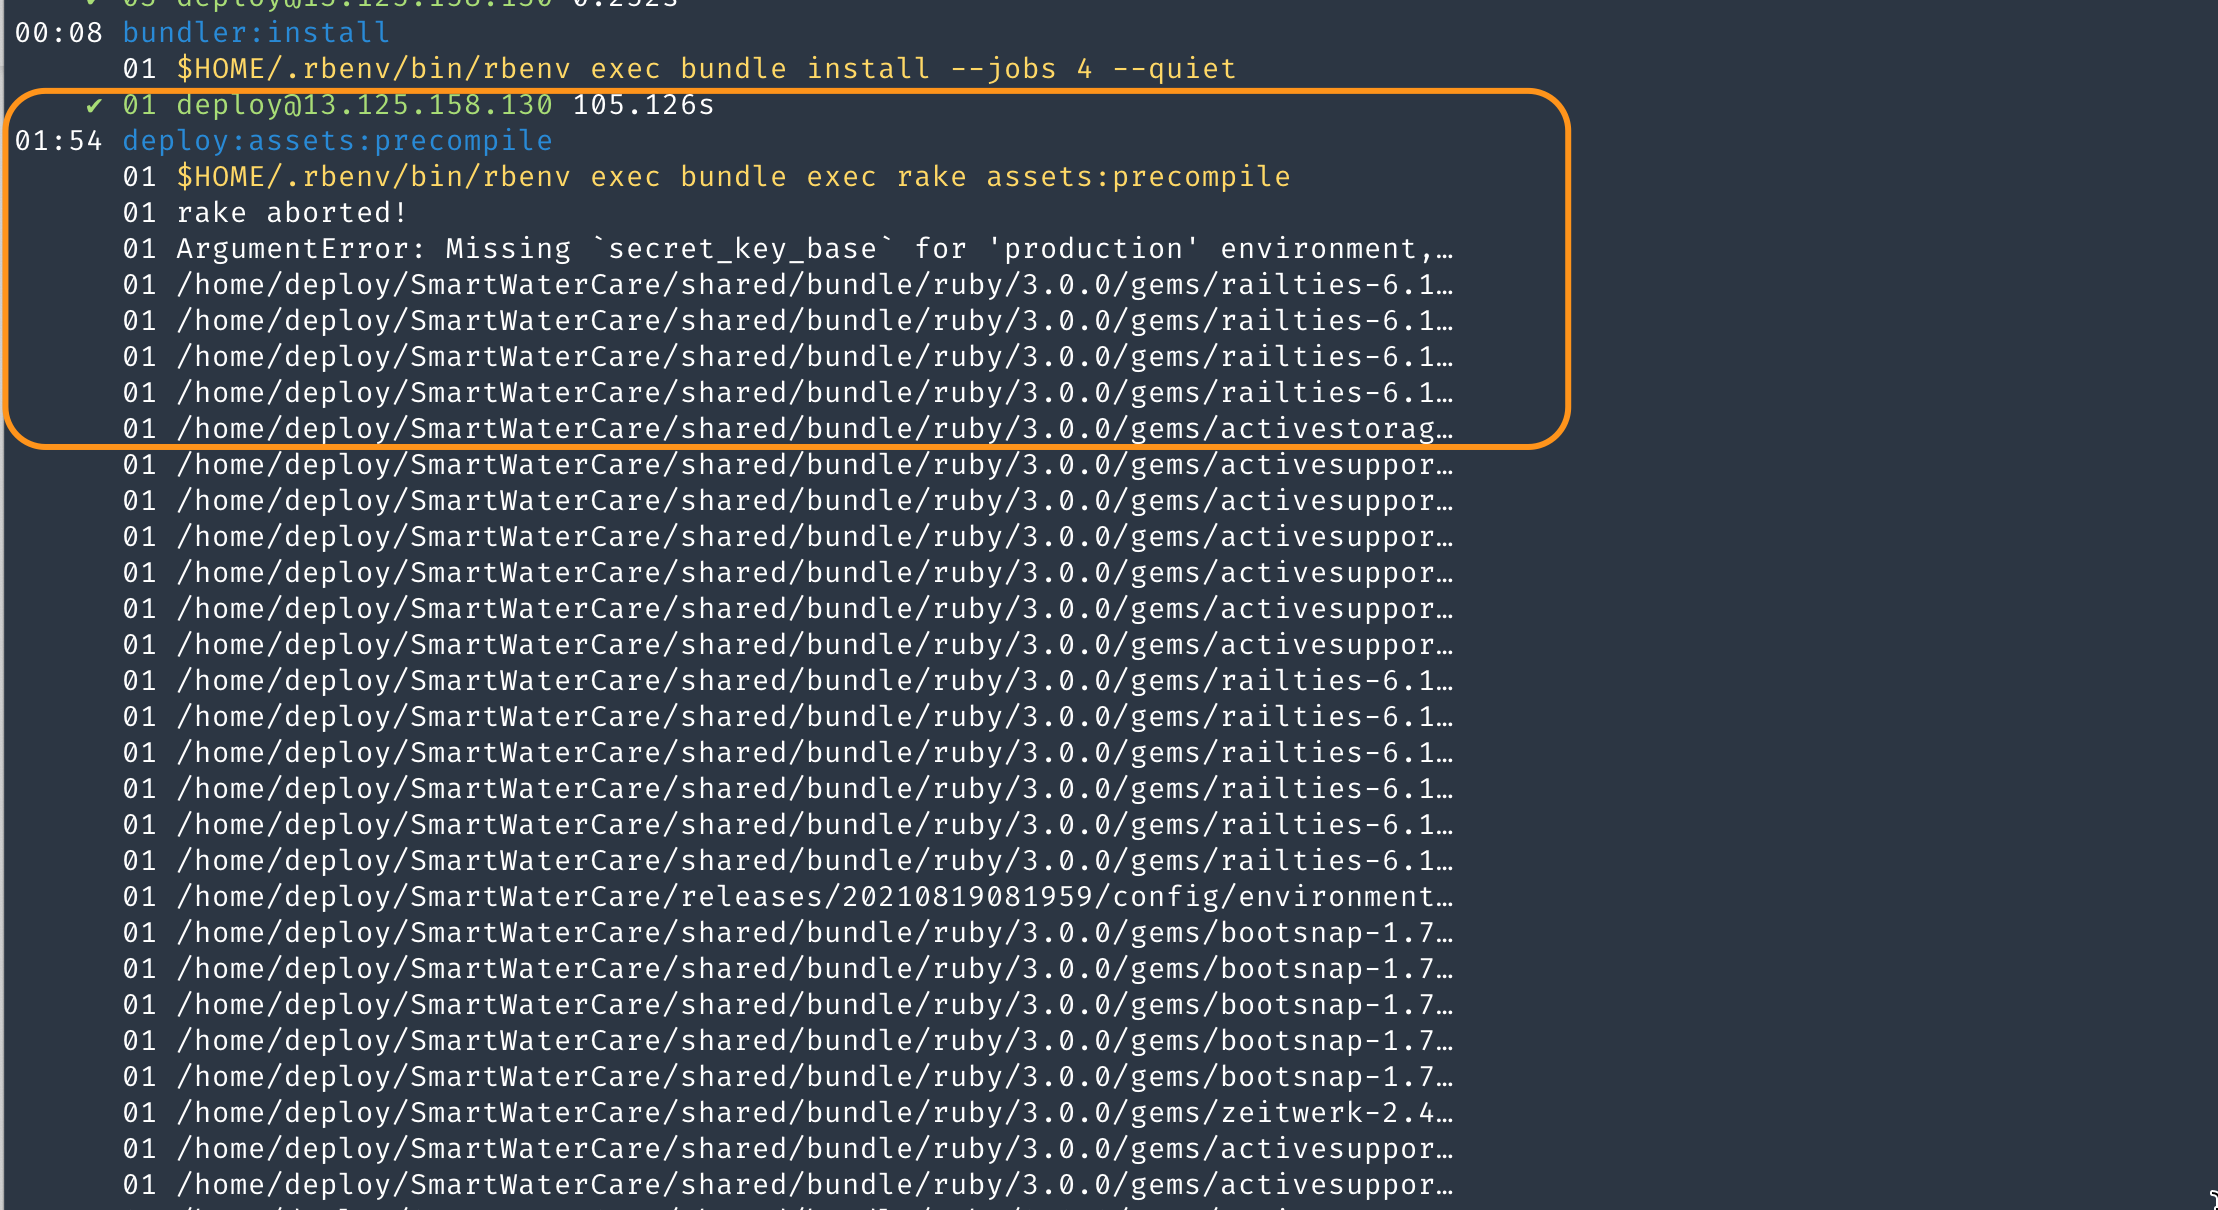 ✔ 03 deploy@13.125.158.130 0.252s
00:08 bundler:install
01 $HOME/.rbenv/bin/rbenv exec bundle install --jobs 4 --quiet
✔ 01 deploy@13.125.158.130 105.126s
01:54 deploy:assets:precompile
01 $HOME/.rbenv/bin/rbenv exec bundle exec rake assets:precompile
01 rake aborted!
01 ArgumentError: Missing `secret_key_base` for 'production' environment,…
01 /home/deploy/SmartWaterCare/shared/bundle/ruby/3.0.0/gems/railties-6.1…
01 /home/deploy/SmartWaterCare/shared/bundle/ruby/3.0.0/gems/railties-6.1…
01 /home/deploy/SmartWaterCare/shared/bundle/ruby/3.0.0/gems/railties-6.1…
01 /home/deploy/SmartWaterCare/shared/bundle/ruby/3.0.0/gems/railties-6.1…
01 /home/deploy/SmartWaterCare/shared/bundle/ruby/3.0.0/gems/activestorag…
01 /home/deploy/SmartWaterCare/shared/bundle/ruby/3.0.0/gems/activesuppor…
01 /home/deploy/SmartWaterCare/shared/bundle/ruby/3.0.0/gems/activesuppor…
01 /home/deploy/SmartWaterCare/shared/bundle/ruby/3.0.0/gems/activesuppor…
01 /home/deploy/SmartWaterCare/shared/bundle/ruby/3.0.0/gems/activesuppor…
01 /home/deploy/SmartWaterCare/shared/bundle/ruby/3.0.0/gems/activesuppor…
01 /home/deploy/SmartWaterCare/shared/bundle/ruby/3.0.0/gems/activesuppor…
01 /home/deploy/SmartWaterCare/shared/bundle/ruby/3.0.0/gems/railties-6.1…
01 /home/deploy/SmartWaterCare/shared/bundle/ruby/3.0.0/gems/railties-6.1…
01 /home/deploy/SmartWaterCare/shared/bundle/ruby/3.0.0/gems/railties-6.1…
01 /home/deploy/SmartWaterCare/shared/bundle/ruby/3.0.0/gems/railties-6.1…
01 /home/deploy/SmartWaterCare/shared/bundle/ruby/3.0.0/gems/railties-6.1…
01 /home/deploy/SmartWaterCare/shared/bundle/ruby/3.0.0/gems/railties-6.1…
01 /home/deploy/SmartWaterCare/releases/20210819081959/config/environment…
01 /home/deploy/SmartWaterCare/shared/bundle/ruby/3.0.0/gems/bootsnap-1.7…
01 /home/deploy/SmartWaterCare/shared/bundle/ruby/3.0.0/gems/bootsnap-1.7…
01 /home/deploy/SmartWaterCare/shared/bundle/ruby/3.0.0/gems/bootsnap-1.7…
01 /home/deploy/SmartWaterCare/shared/bundle/ruby/3.0.0/gems/bootsnap-1.7…
01 /home/deploy/SmartWaterCare/shared/bundle/ruby/3.0.0/gems/bootsnap-1.7…
01 /home/deploy/SmartWaterCare/shared/bundle/ruby/3.0.0/gems/zeitwerk-2.4…
01 /home/deploy/SmartWaterCare/shared/bundle/ruby/3.0.0/gems/activesuppor…
01 /home/deploy/SmartWaterCare/shared/bundle/ruby/3.0.0/gems/activesuppor…